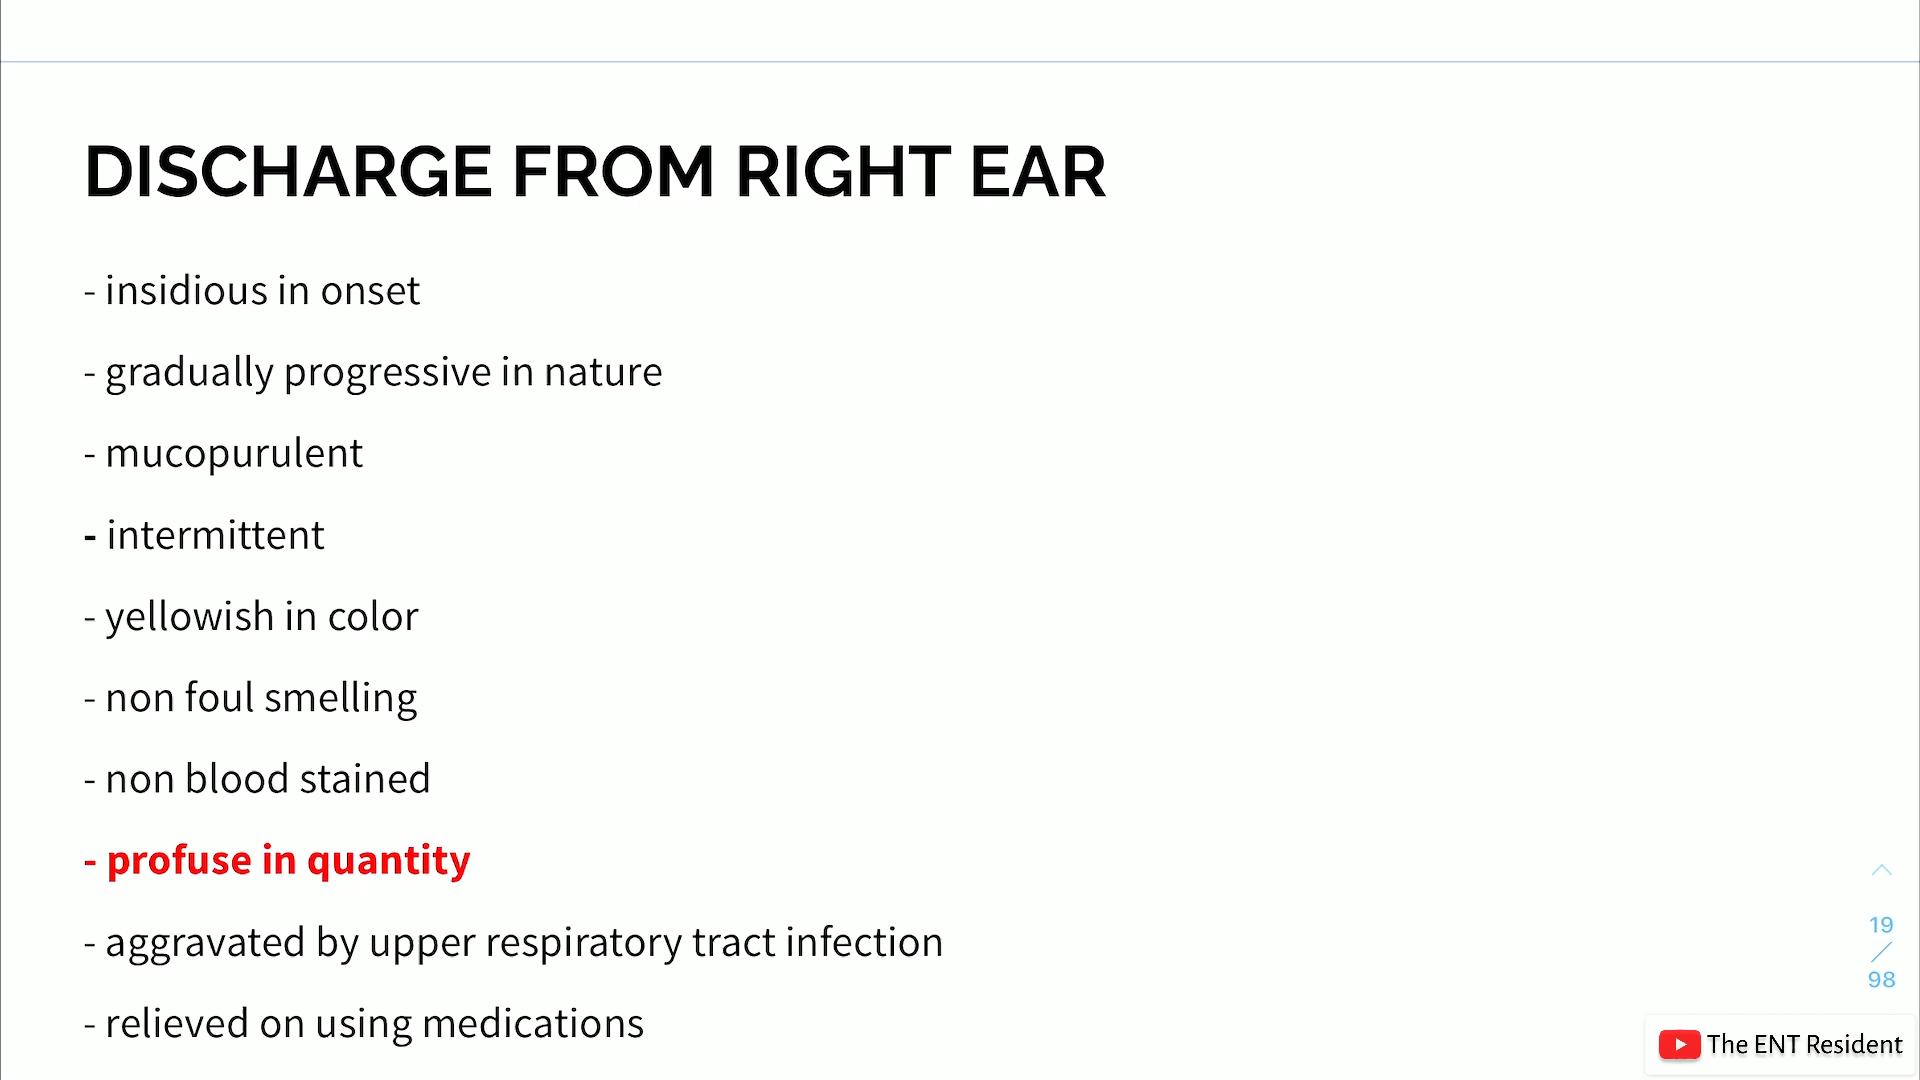 DISCHARGE FROM RIGHT EAR
- insidious in onset
- gradually progressive in nature
- mucopurulent
- intermittent
- yellowish in color
- non foul smelling
- non blood stained
- profuse in quantity
- aggravated by upper respiratory tract infection
- relieved on using medications
19
/
98
The ENT Resident